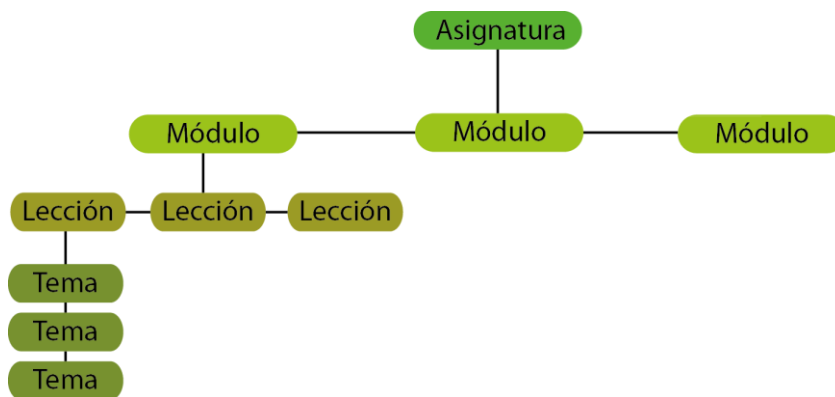 Asignatura
Módulo
Módulo
Módulo
Lección
Lección
Lección
Tema
Tema
Tema